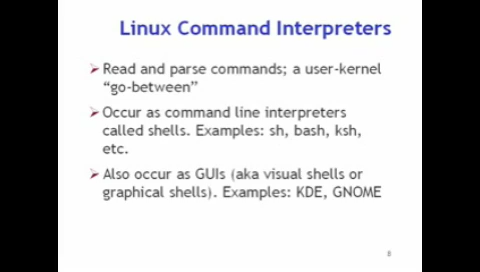 Linux Command Interpreters
Read and parse commands; a user-kernel
“go-between”
Occur as command line interpreters
called shells. Examples: sh, bash, ksh,
etc.
Also occur as GUIs (aka visual shells or
graphical shells). Examples: KDE, GNOME
8